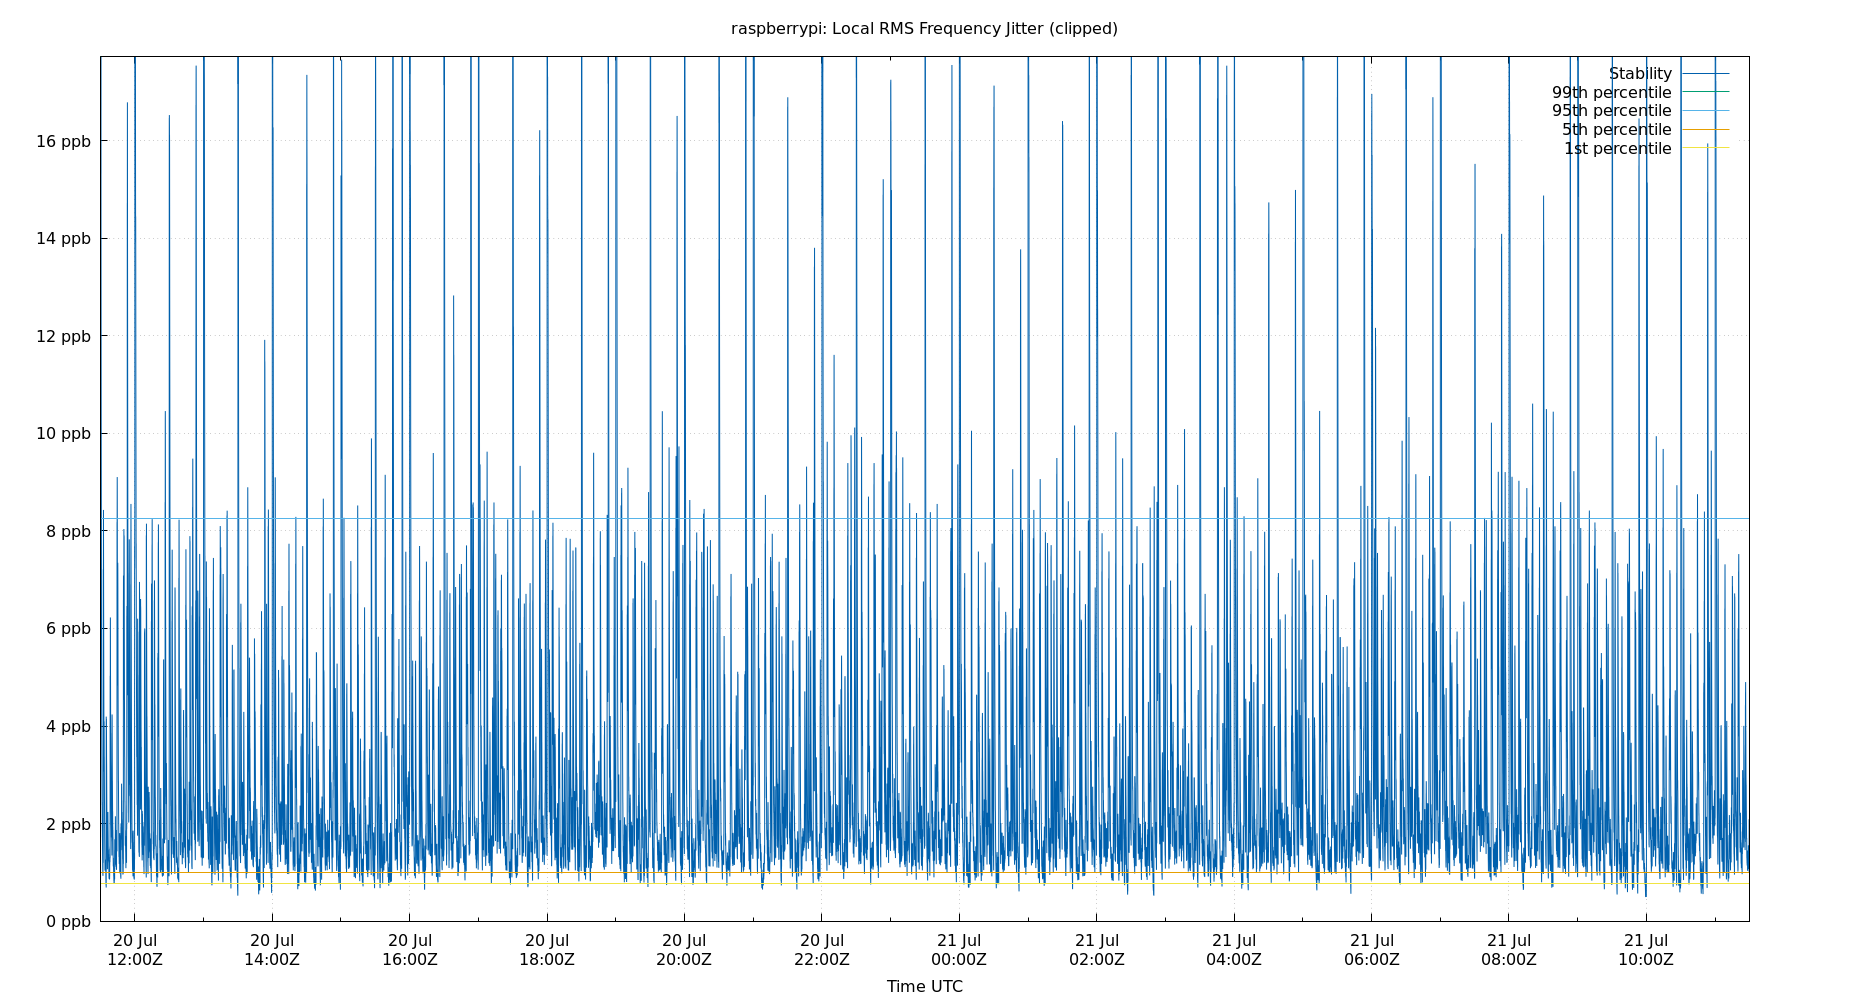 raspberrypi: Local RMS Frequency Jitter (clipped)
Stability
99th percentile
95th percentile
5th percentile
1st percentile
16 ppb
14 ppb
12 ppb
10 ppb
8 ppb
6 ppb
4 ppb
2 ppb
0 ppb
20 Jul 20 Jul 20 Jul 20 Jul 20 Jul 20 Jul 21 Jul 21 Jul 21 Jul 21 Jul 21 Jul 21 Jul
12:00Z 14:00Z 16:00Z 18:00Z 20:00Z 22:00Z 00:00Z 02:00Z 04:00Z 06:00Z 08:00Z 10:00Z
Time UTC